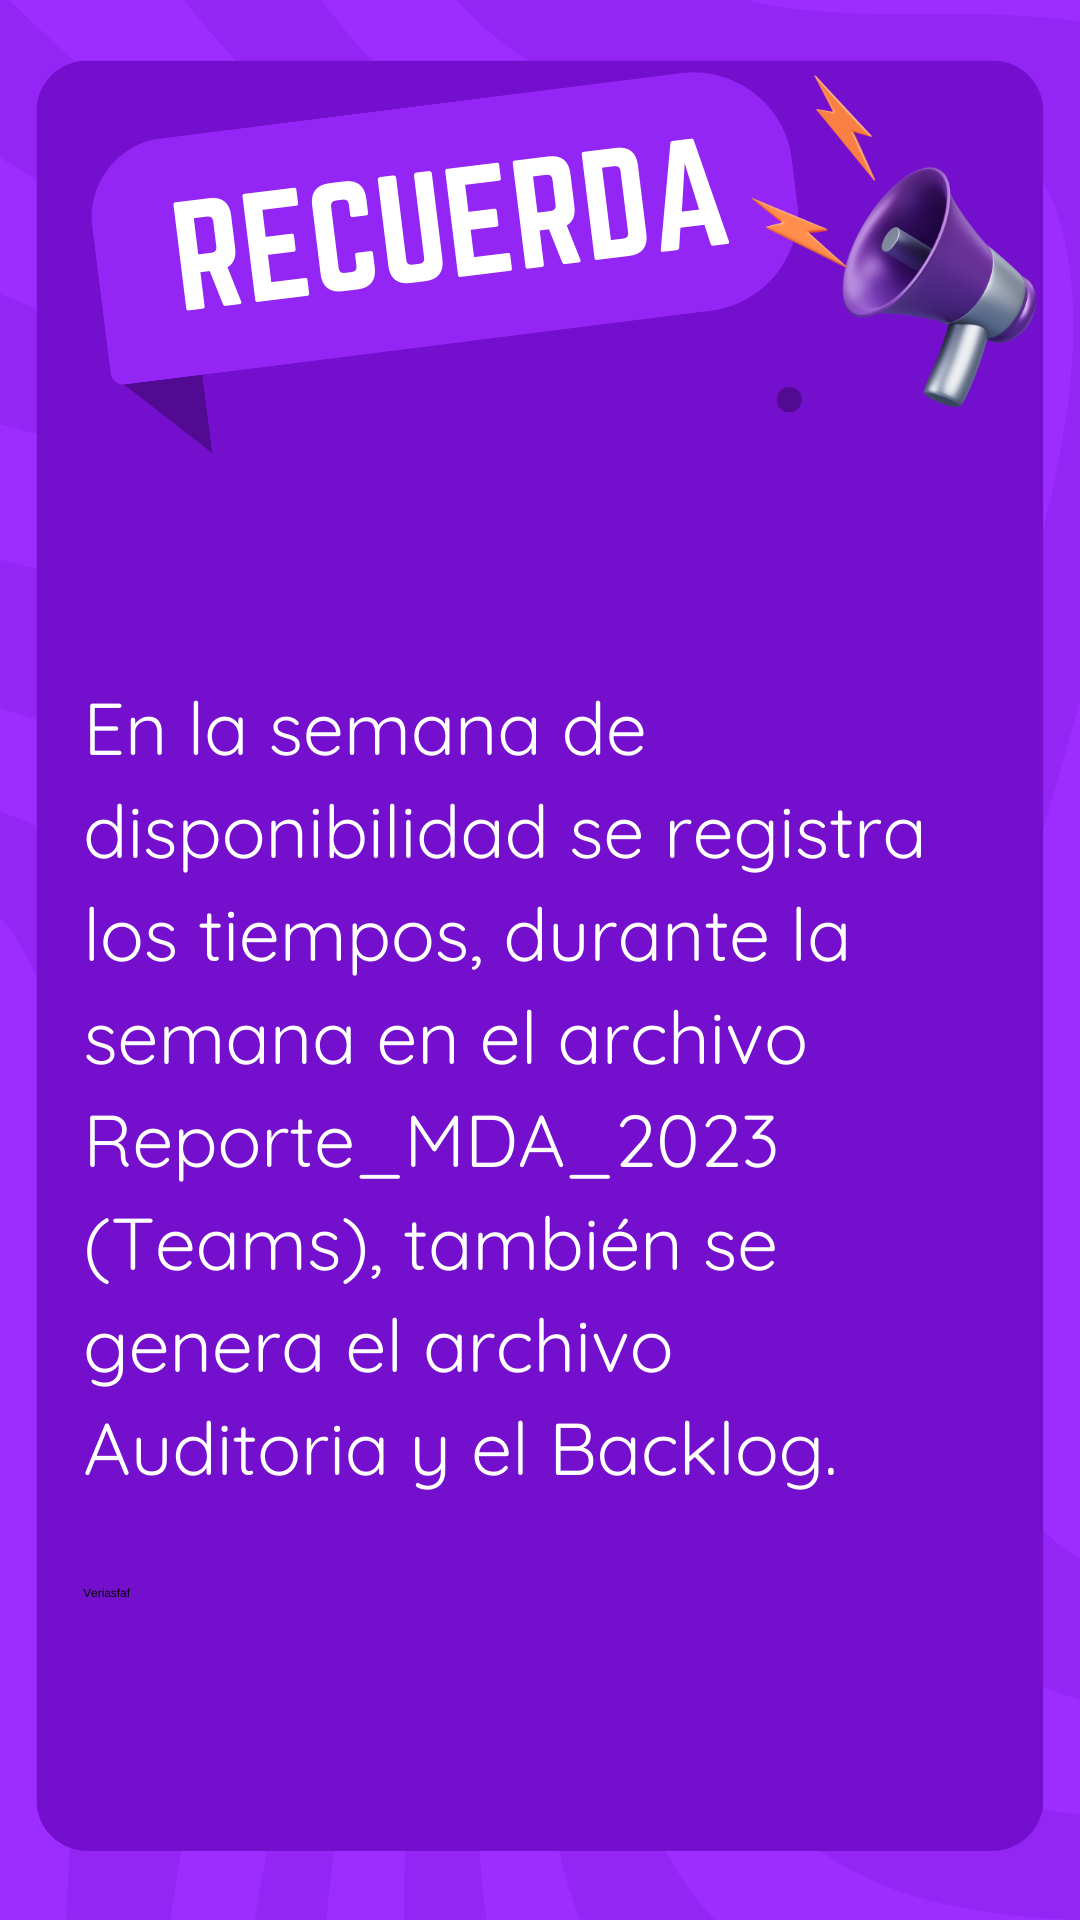 RECUERDA
En la semana de
disponibilidad se registra
los tiempos, durante la
semana en el archivo
Reporte_MDA_2023
(Teams), también se
genera el archivo
Auditoria y el Backlog.
Veriasfaf